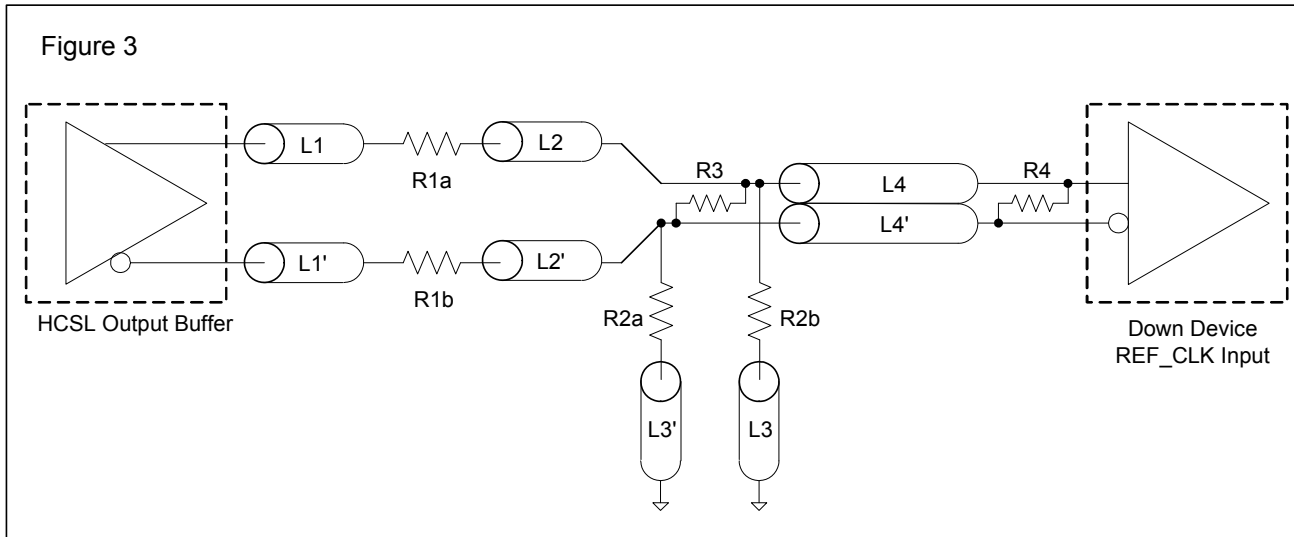 Figure 3
HCSL Output Buffer
L1
R1a
L2
R3
L4
R4
L4'
L1'
R1b
L2'
R2a
R2b
L3'
L3
Down Device
REF_CLK Input